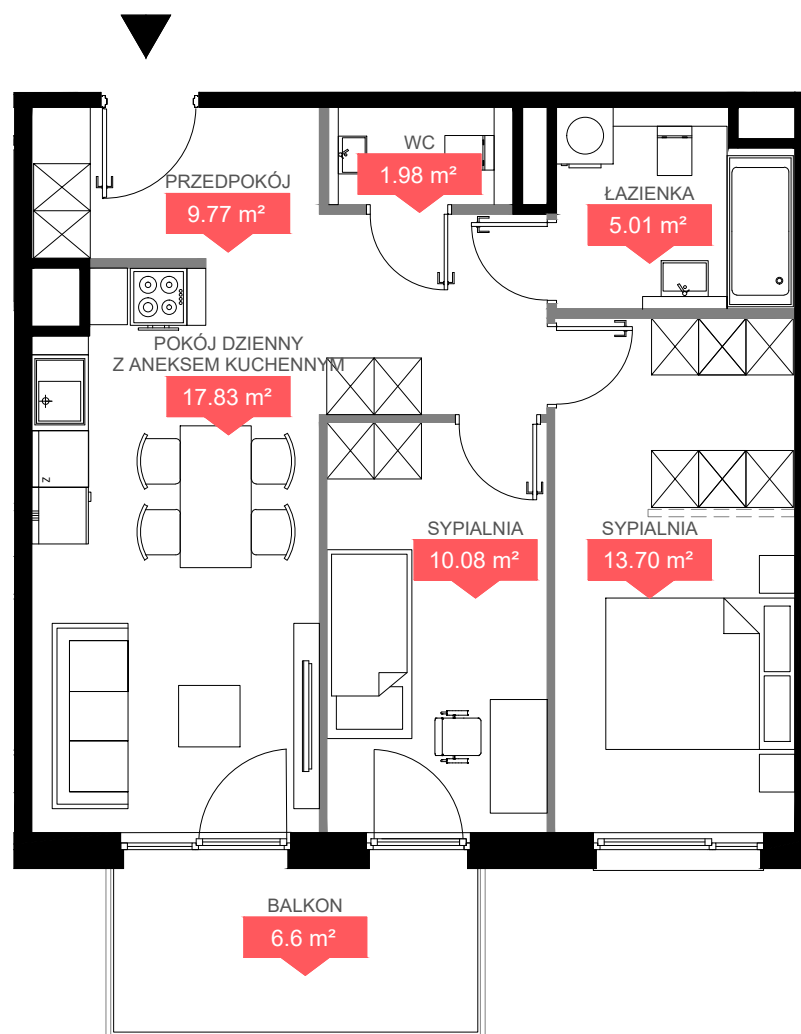 WC
1.98 m²
PRZEDPOKÓJ
9.77 m²
ŁAZIENKA
5.01 m²
POKÓJ DZIENNY
Z ANEKSEM KUCHENNYM
17.83 m²
Z
SYPIALNIA
10.08 m²
SYPIALNIA
13.70 m²
BALKON
6.6 m²